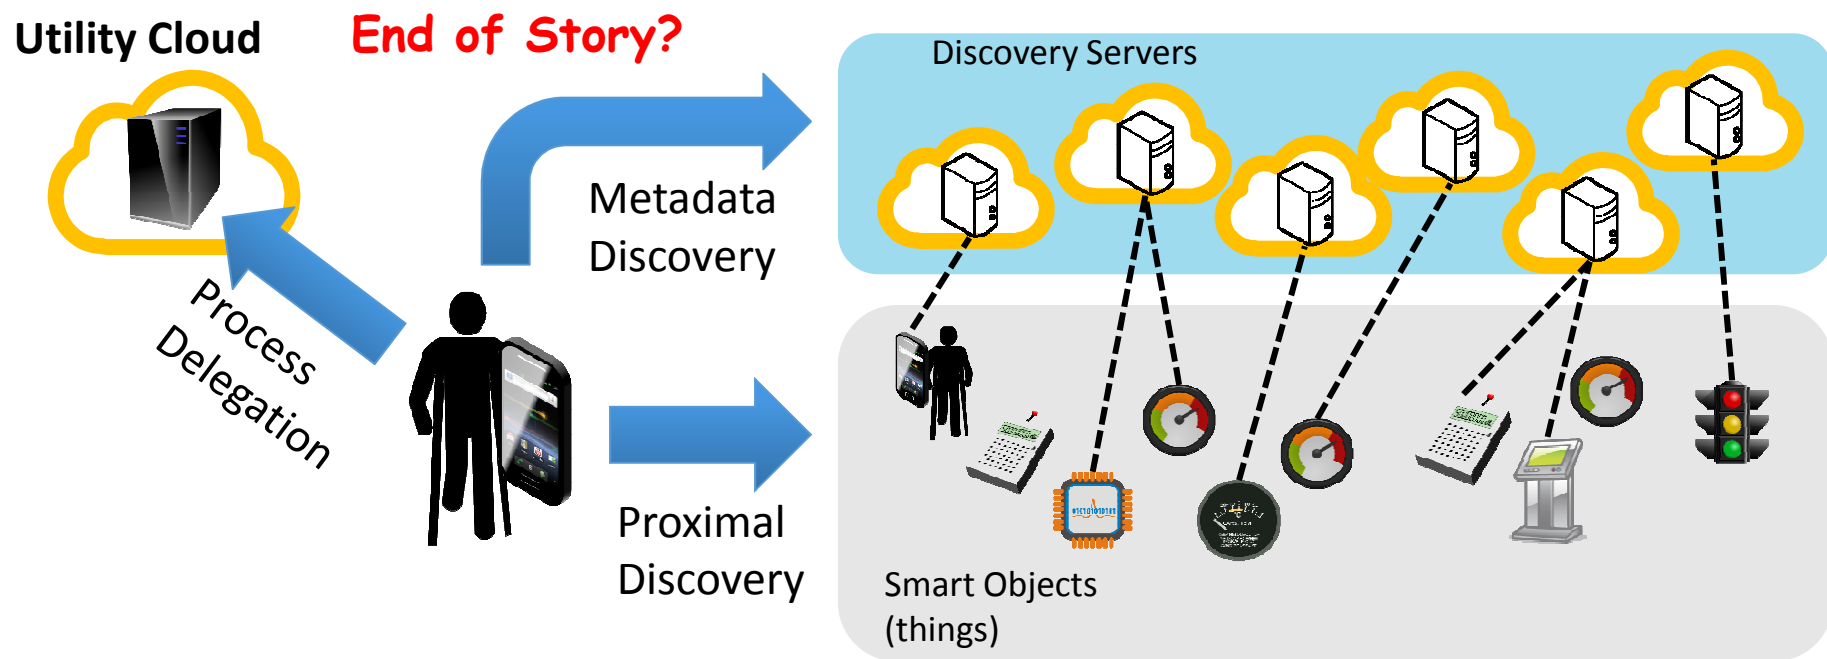 Utility Cloud
End of Story?
Discovery Servers
Metadata
Discovery
Process
Delegation
Proximal
Discovery
Smart Objects
(things)